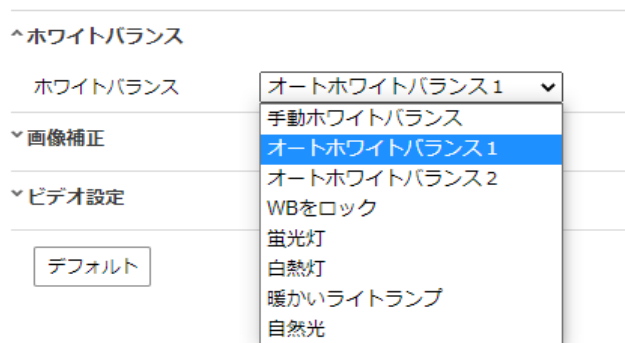 ホワイトバランス
ホワイトバランス オートホワイトバランス1
手動ホワイトバランス
画像補正
オートホワイトバランス1
オートホワイトバランス2
ビデオ設定
WBをロック
蛍光灯
デフォルト
白熱灯
暖かいライトランプ
自然光